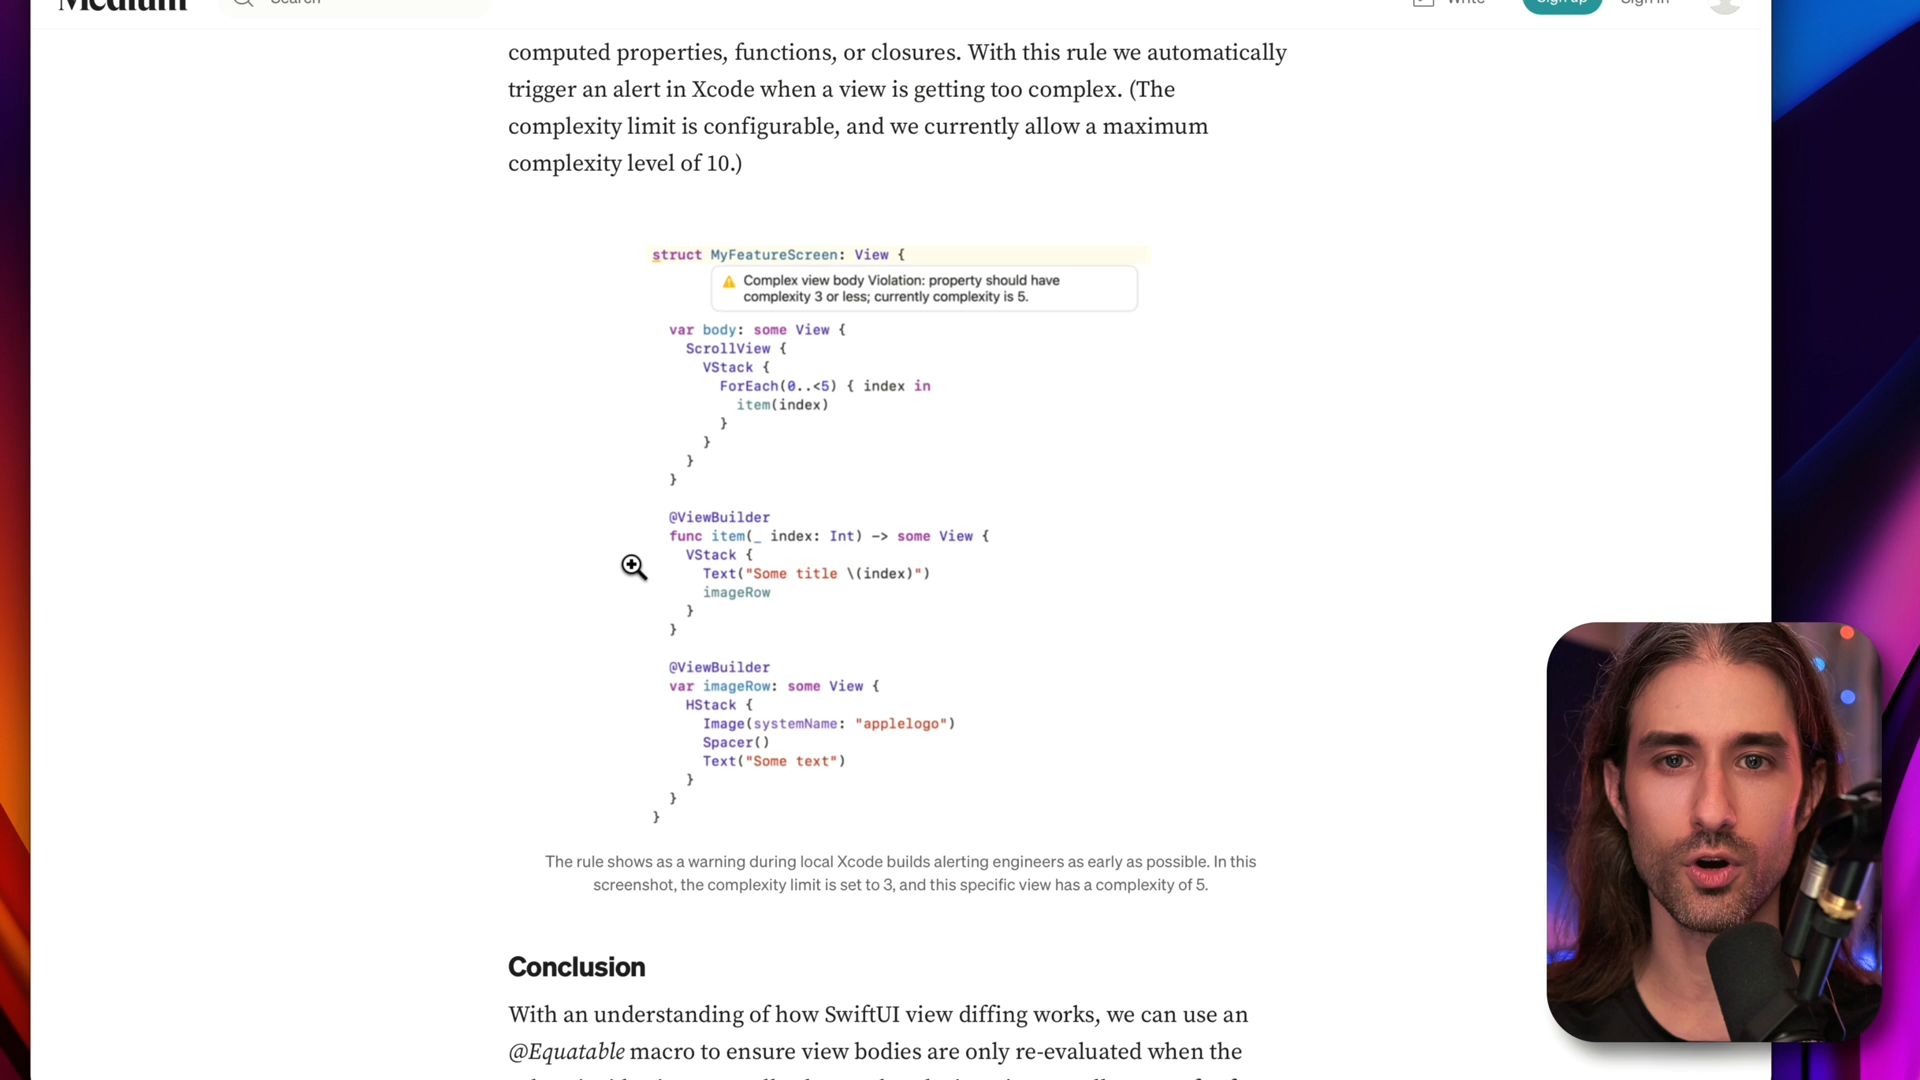 Medium
Search
Write
Sign up
Sign in
computed properties, functions, or closures. With this rule we automatically
trigger an alert in Xcode when a view is getting too complex. (The
complexity limit is configurable, and we currently allow a maximum
complexity level of 10.)
struct MyFeatureScreen: View {
Complex view body Violation: property should have
complexity 3 or less; currently complexity is 5.
var body: some View {
ScrollView {
VStack {
ForEach(0..<5) { index in
item(index)
}
}
}
}
@ViewBuilder
func item(_ index: Int) -> some View {
VStack {
Text("Some title \(index)")
imageRow
}
}
@ViewBuilder
var imageRow: some View {
HStack {
Image(systemName: "applelogo")
Spacer()
Text("Some text")
}
}
}
The rule shows as a warning during local Xcode builds alerting engineers as early as possible. In this
screenshot, the complexity limit is set to 3, and this specific view has a complexity of 5.
Conclusion
With an understanding of how SwiftUI view diffing works, we can use an
@Equatable macro to ensure view bodies are only re-evaluated when the